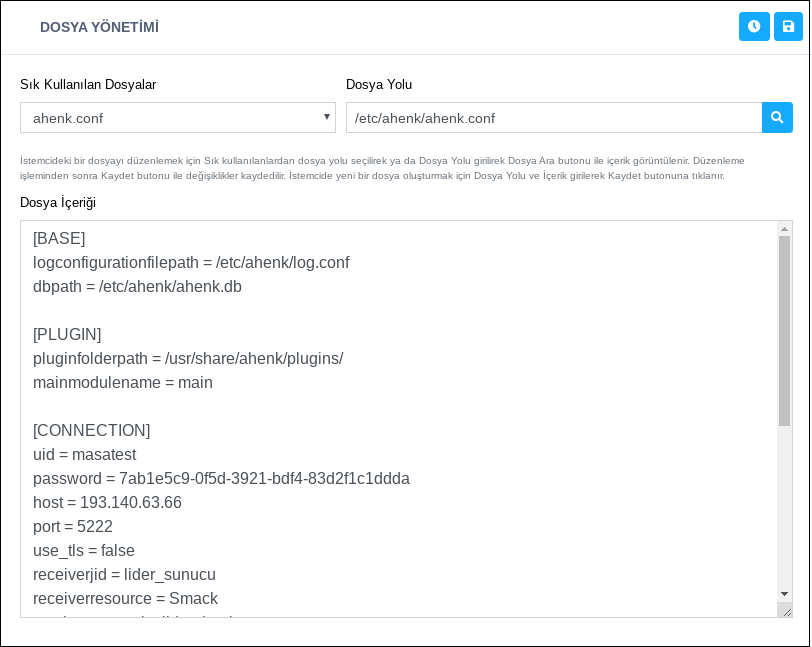 DOSYA YÖNETİMİ
Sık Kullanılan Dosyalar
Dosya Yolu
ahenk.conf
/etc/ahenk/ahenk.conf
İstemcideki bir dosyayı düzenlemek için Sık kullanılanlardan dosya yolu seçilirek ya da Dosya Yolu girilirek Dosya Ara butonu ile içerik görüntülenir. Düzenleme
işleminden sonra Kaydet butonu ile değişiklikler kaydedilir. İstemcide yeni bir dosya oluşturmak için Dosya Yolu ve İçerik girilerek Kaydet butonuna tıklanır.
Dosya İçeriği
[BASE]
logconfigurationfilepath = /etc/ahenk/log.conf
dbpath = /etc/ahenk/ahenk.db
[PLUGIN]
pluginfolderpath = /usr/share/ahenk/plugins/
mainmodulename = main
[CONNECTION]
uid = masatest
password = 7ab1e5c9-0f5d-3921-bdf4-83d2f1c1ddda
host = 193.140.63.66
port = 5222
use_tls = false
receiverjid = lider_sunucu
receiverresource = Smack